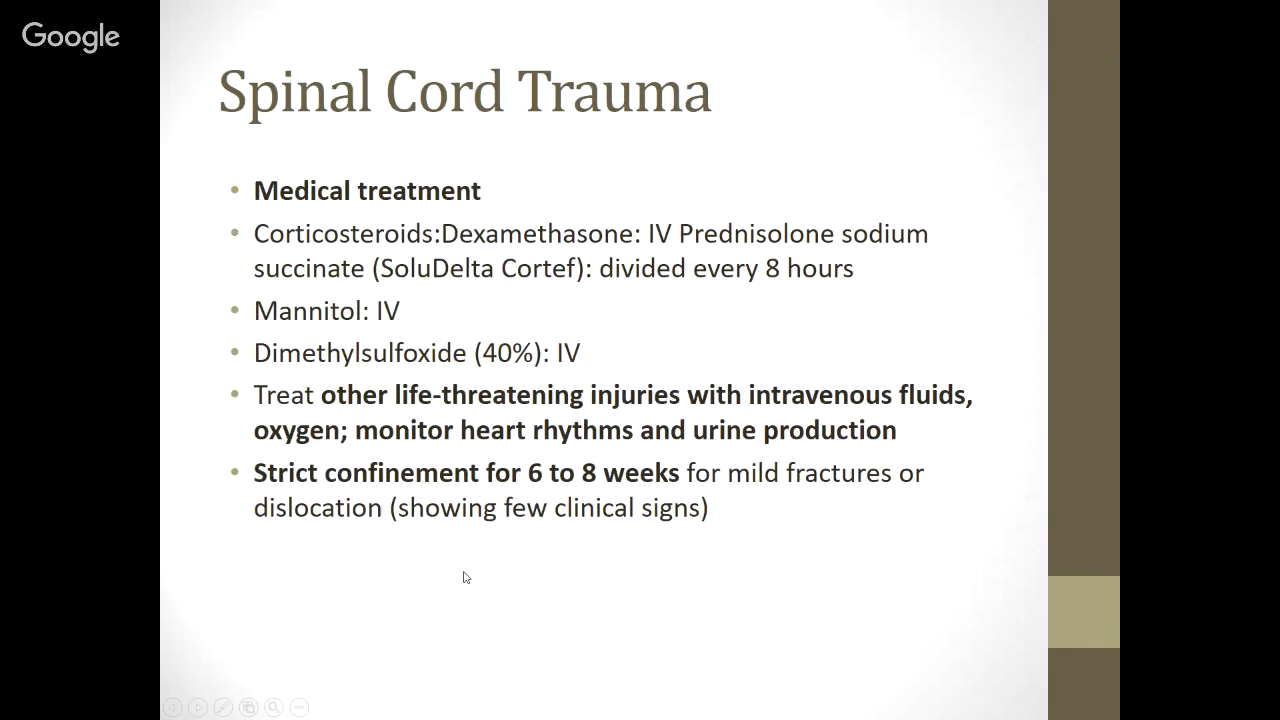 Google
Spinal Cord Trauma
• Medical treatment
• Corticosteroids:Dexamethasone: IV Prednisolone sodium
succinate (SoluDelta Cortef): divided every 8 hours
• Mannitol: IV
• Dimethylsulfoxide (40%): IV
• Treat other life-threatening injuries with intravenous fluids,
oxygen; monitor heart rhythms and urine production
• Strict confinement for 6 to 8 weeks for mild fractures or
dislocation (showing few clinical signs)